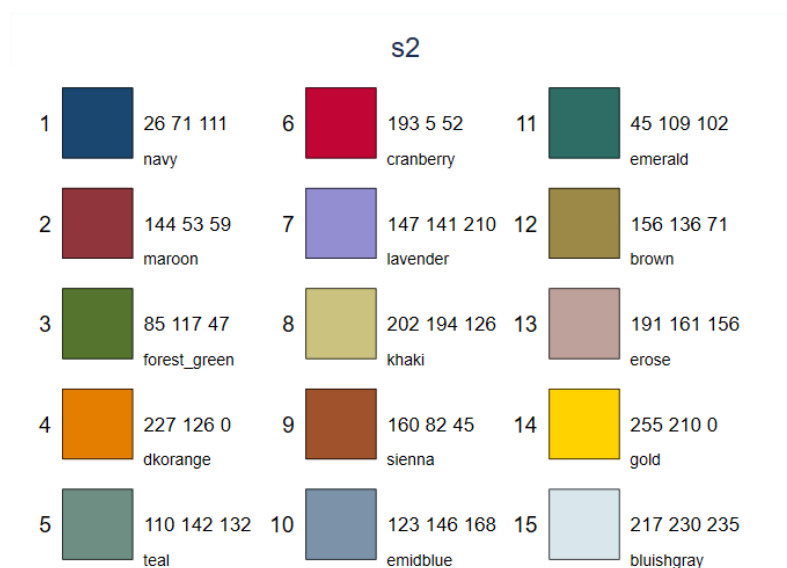 s2
1 26 71 111
navy
2 144 53 59
maroon
3 85 117 47
forest_green
4 227 126 0
dkorange
5 110 142 132
teal
6 193 5 52
cranberry
7 147 141 210
lavender
8 202 194 126
khaki
9 160 82 45
sienna
10 123 146 168
emidblue
11 45 109 102
emerald
12 156 136 71
brown
13 191 161 156
erose
14 255 210 0
gold
15 217 230 235
bluishgray